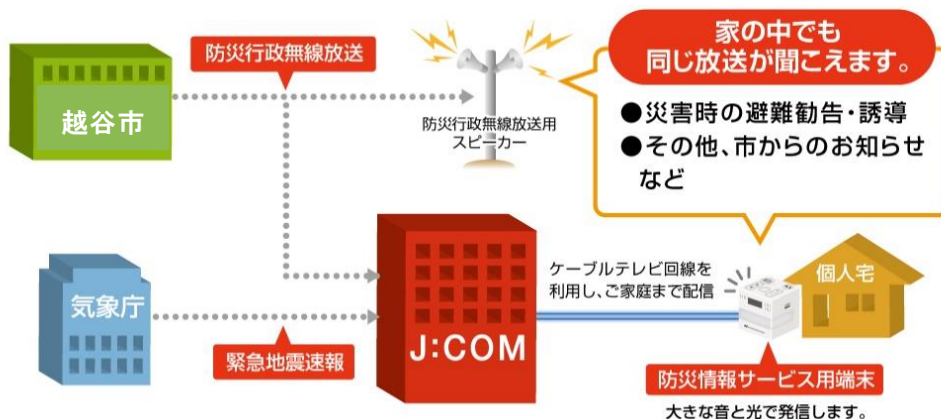 越谷市
防災行政無線放送
防災行政無線放送用
スピーカー
家の中でも
同じ放送が聞こえます。
●災害時の避難勧告・誘導
●その他、市からのお知らせ
など
気象庁
緊急地震速報
J:COM
ケーブルテレビ回線を
利用し、ご家庭まで配信
個人宅
防災情報サービス用端末
大きな音と光で発信します。